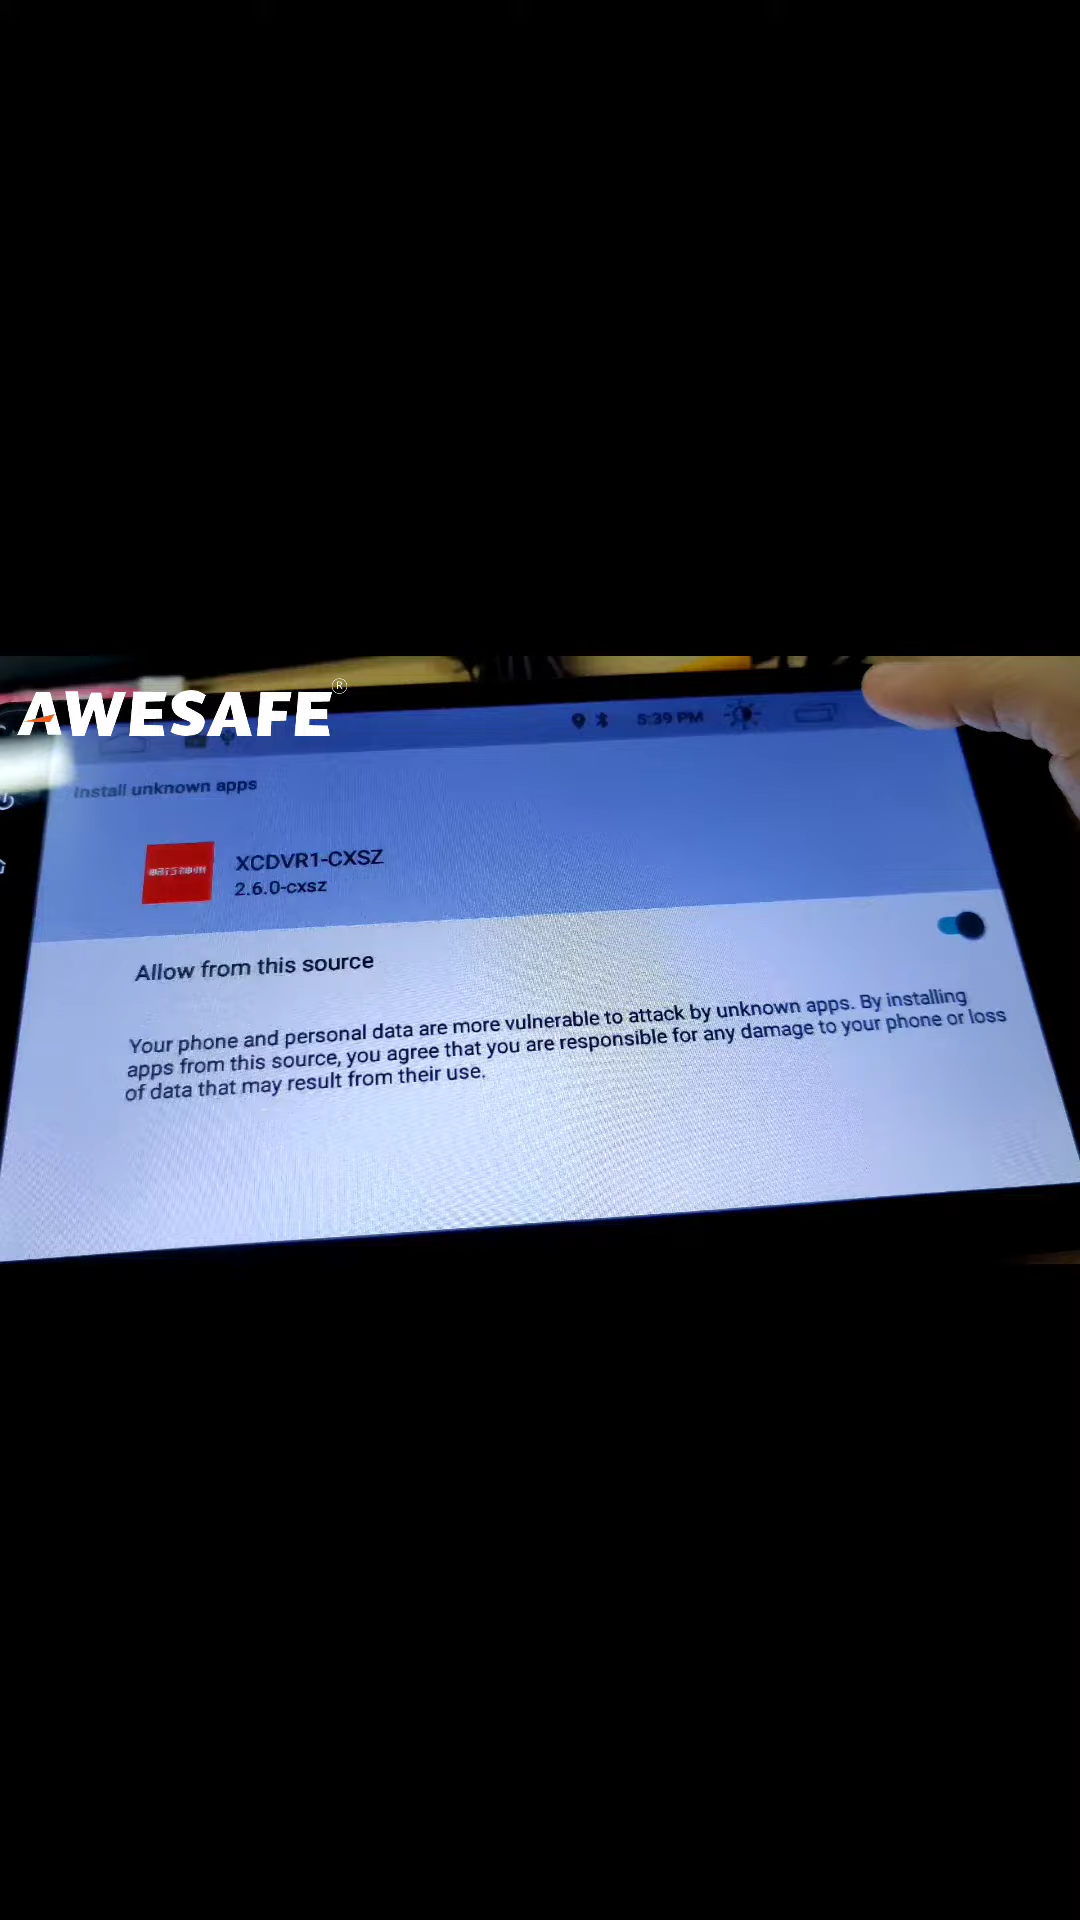 AWESAFE®
5:39 PM
Install unknown apps
XCDVR1-CXSZ
2.6.0-cxsz
Allow from this source
Your phone and personal data are more vulnerable to attack by unknown apps. By installing
apps from this source, you agree that you are responsible for any damage to your phone or loss
of data that may result from their use.